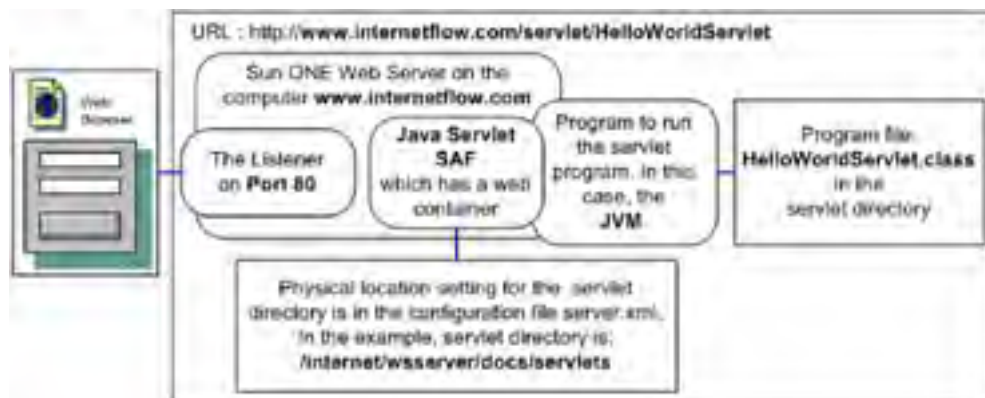 URL : http://www.internetflow.com/servlet/HelloWorldServlet
Web
Browser
Sun ONE Web Server on the
computer www.internetflow.com
The Listener
on Port 80
Java Servlet
SAF
which has a web
container
Program to run
the servlet
program. In this
case, the
JVM
Program file
HelloWorldServlet.class
in the
servlet directory
Physical location setting for the servlet
directory is in the configuration file server.xml.
In the example, servlet directory is:
/internet/wsserver/docs/servlets